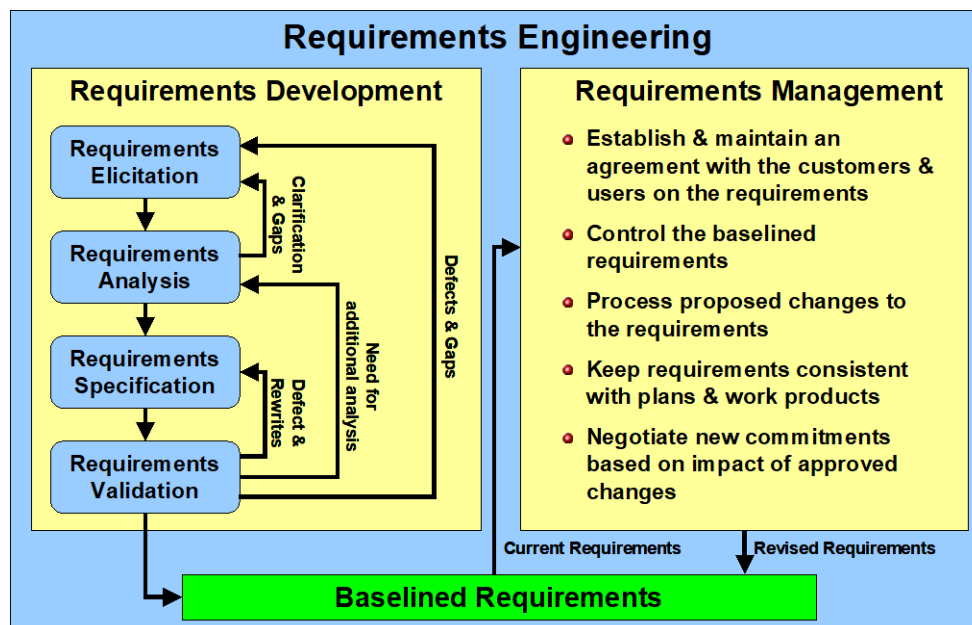 Requirements Engineering
Requirements Development
Requirements
Elicitation
Clarification
& Gaps
Requirements
Analysis
Defects & Gaps
Need for
additional analysis
Requirements
Specification
Defect &
Rewrites
Requirements
Validation
Requirements Management
Establish & maintain an
agreement with the customers &
users on the requirements
Control the baselined
requirements
Process proposed changes to
the requirements
Keep requirements consistent
with plans & work products
Negotiate new commitments
based on impact of approved
changes
Current Requirements
Revised Requirements
Baselined Requirements